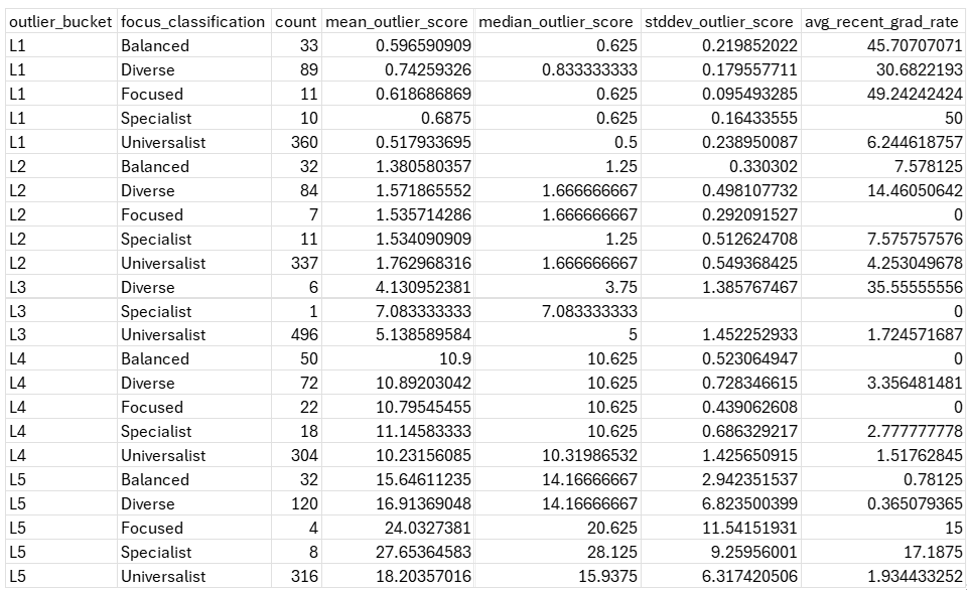 outlier_bucket focus_classification count mean_outlier_score median_outlier_score stddev_outlier_score avg_recent_grad_rate
L1 Balanced 33 0.596590909 0.625 0.219852022 45.70707071
L1 Diverse 89 0.74259326 0.833333333 0.179557711 30.6822193
L1 Focused 11 0.618686869 0.625 0.095493285 49.24242424
L1 Specialist 10 0.6875 0.625 0.16433555 50
L1 Universalist 360 0.517933695 0.5 0.238950087 6.244618757
L2 Balanced 32 1.380580357 1.25 0.330302 7.578125
L2 Diverse 84 1.571865552 1.666666667 0.498107732 14.46050642
L2 Focused 7 1.535714286 1.666666667 0.292091527 0
L2 Specialist 11 1.534090909 1.25 0.512624708 7.575757576
L2 Universalist 337 1.762968316 1.666666667 0.549368425 4.253049678
L3 Diverse 6 4.130952381 3.75 1.385767467 35.55555556
L3 Specialist 1 7.083333333 7.083333333 0
L3 Universalist 496 5.138589584 5 1.452252933 1.724571687
L4 Balanced 50 10.9 10.625 0.523064947 0
L4 Diverse 72 10.89203042 10.625 0.728346615 3.356481481
L4 Focused 22 10.79545455 10.625 0.439062608 0
L4 Specialist 18 11.14583333 10.625 0.686329217 2.777777778
L4 Universalist 304 10.23156085 10.31986532 1.425650915 1.51762845
L5 Balanced 32 15.64611235 14.16666667 2.942351537 0.78125
L5 Diverse 120 16.91369048 14.16666667 6.823500399 0.365079365
L5 Focused 4 24.0327381 20.625 11.54151931 15
L5 Specialist 8 27.65364583 28.125 9.25956001 17.1875
L5 Universalist 316 18.20357016 15.9375 6.317420506 1.934433252